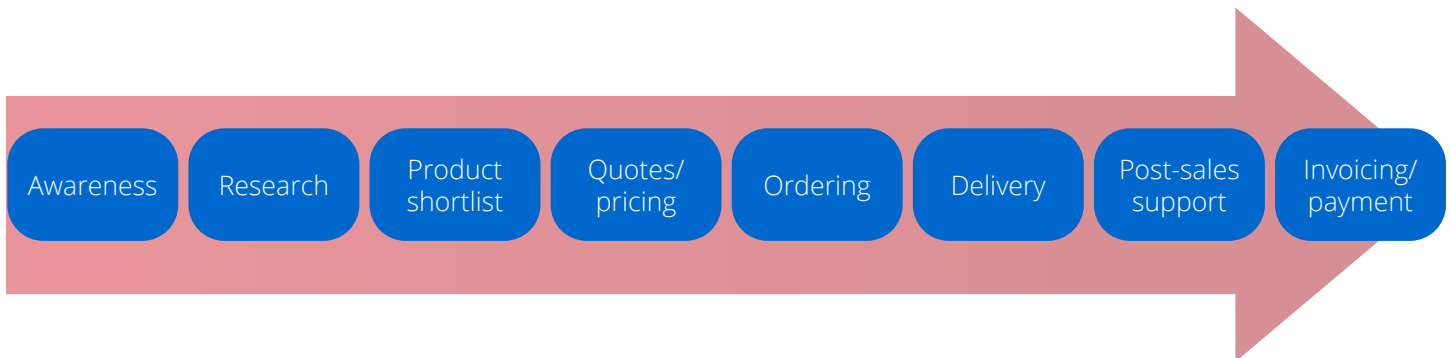 Awareness
Research
Product
shortlist
Quotes/
pricing
Ordering
Delivery
Post-sales
support
Invoicing/
payment